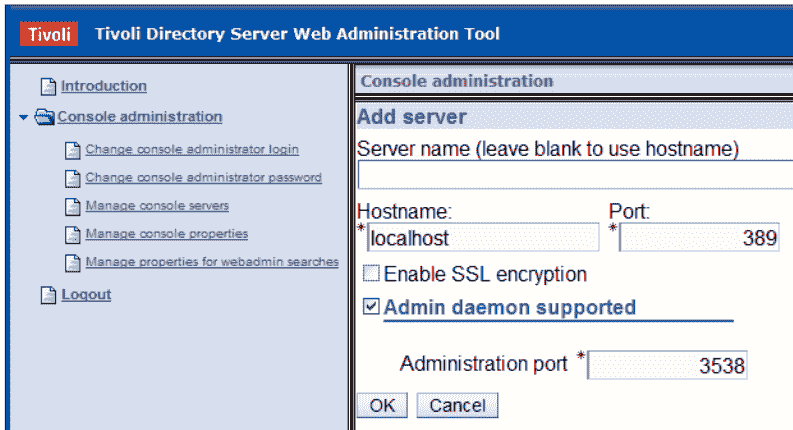 Tivoli Tivoli Directory Server Web Administration Tool
Introduction
Console administration
Change console administrator login
Change console administrator password
Manage console servers
Manage console properties
Manage properties for webadmin searches
Logout
Console administration
Add server
Server name (leave blank to use hostname)
Hostname: Port:
* localhost * 389
Enable SSL encryption
Admin daemon supported
Administration port * 3538
OK Cancel